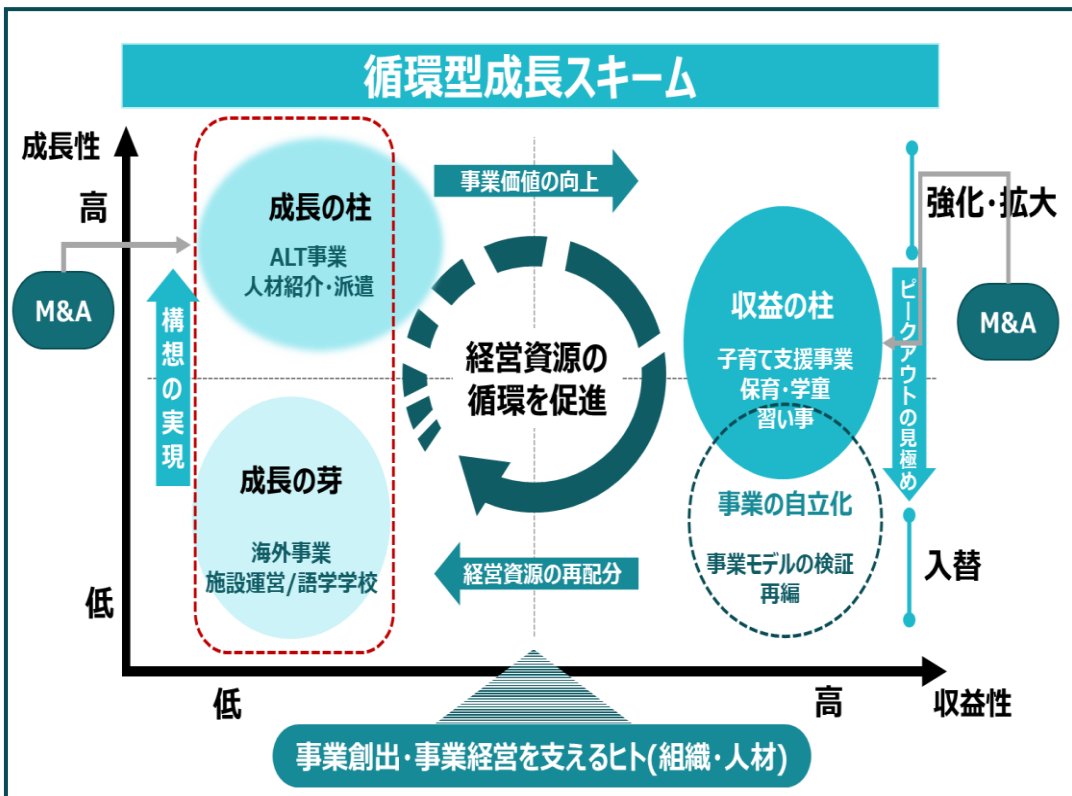 循環型成長スキーム
成長性
高
成長の柱
ALT事業
人材紹介・派遣
事業価値の向上
強化・拡大
M&A
構想の実現
経営資源の
循環を促進
収益の柱
子育て支援事業
保育・学童
習い事
ピークアウトの見極め
M&A
成長の芽
海外事業
施設運営/語学学校
経営資源の再配分
事業の自立化
事業モデルの検証
再編
入替
低
低
高
収益性
事業創出・事業経営を支えるヒト(組織・人材)